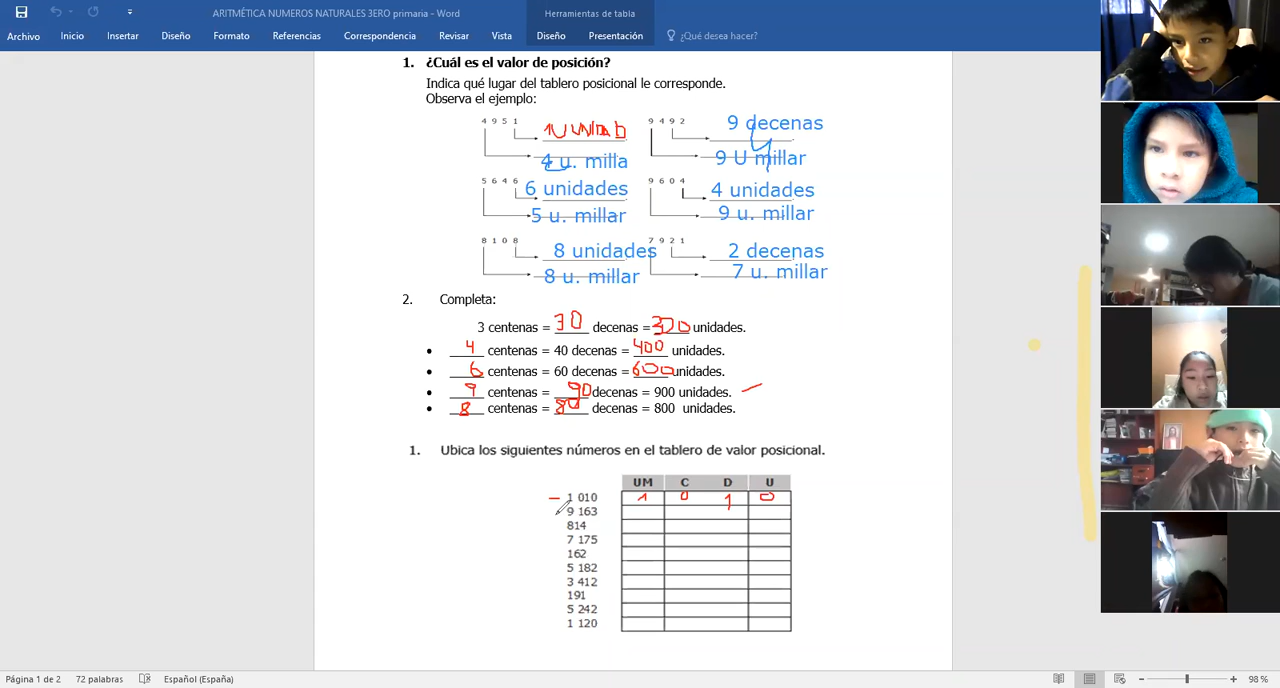 ARITMÉTICA NUMEROS NATURALES 3ERO primaria - Word
Herramientas de tabla
Archivo Inicio Insertar Diseño Formato Referencias Correspondencia Revisar Vista Diseño Presentación ¿Qué desea hacer?
1. ¿Cuál es el valor de posición?
Indica qué lugar del tablero posicional le corresponde.
Observa el ejemplo:
4 9 5 1 1U UNIDAD 9 4 9 2 9 decenas
4 u. milla 9 U millar
5 6 4 6 6 unidades 9 6 0 4 4 unidades
5 u. millar 9 u. millar
8 1 0 8 8 unidades 7 9 2 1 2 decenas
8 u. millar 7 u. millar
2. Completa:
3 centenas = 30 decenas = 300 unidades.
• 4 centenas = 40 decenas = 400 unidades.
• 6 centenas = 60 decenas = 600 unidades.
• 9 centenas = 90 decenas = 900 unidades.
• 8 centenas = 80 decenas = 800 unidades.
1. Ubica los siguientes números en el tablero de valor posicional.
UM C D U
1 010 1 0 1 0
9 163
814
7 175
162
5 182
3 412
191
5 242
1 120
Página 1 de 2 72 palabras Español (España) 98 %